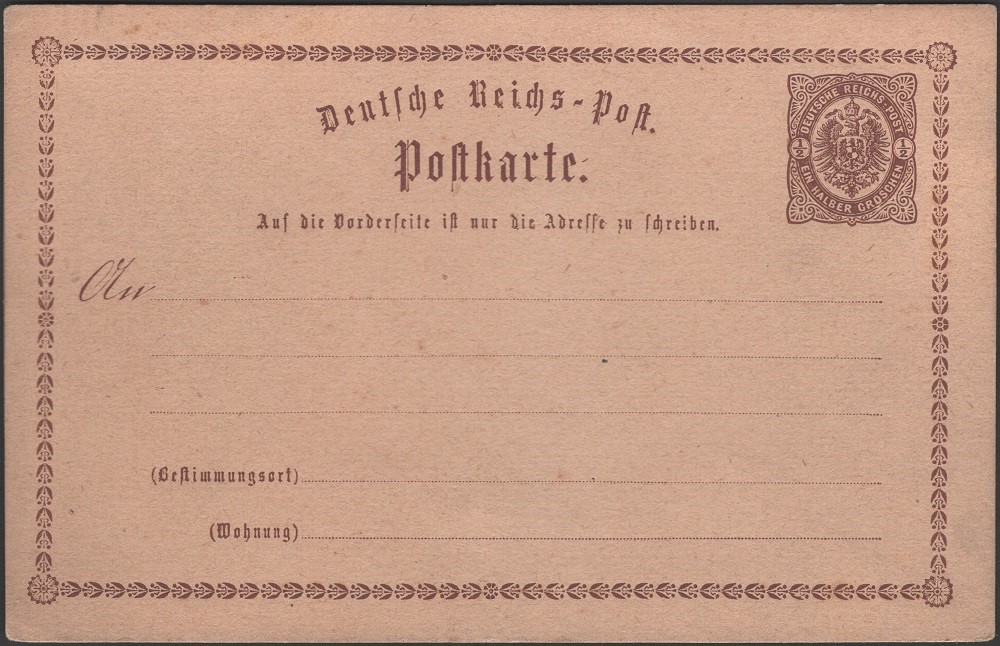 Deutsche Reichs-Post.
Postkarte.
DEUTSCHE REICHS-POST
1/2 1/2
EIN HALBER GROSCHEN
Auf die Vorderseite ist nur die Adresse zu schreiben.
An
(Bestimmungsort)
(Wohnung)